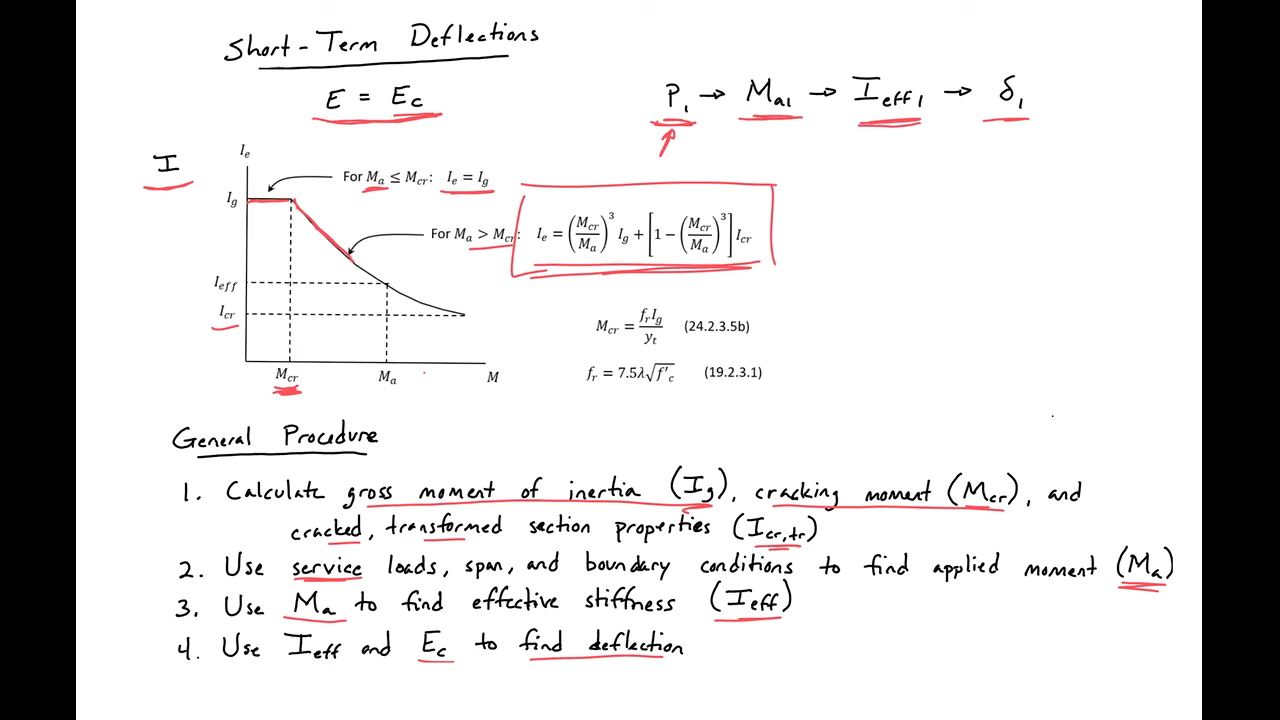 Short-Term Deflections
E = Ec
P1 → Ma1 → Ieff1 → δ1
I
Ie
For Ma ≤ Mcr: Ie = Ig
Ig
For Ma > Mcr: Ie = (Mcr/Ma)^3 Ig + [1 − (Mcr/Ma)^3] Icr
Ieff
Icr
Mcr = frIg/yt (24.2.3.5b)
Mcr Ma M
fr = 7.5λ√f'c (19.2.3.1)
General Procedure
1. Calculate gross moment of inertia (Ig), cracking moment (Mcr), and
cracked, transformed section properties (Icr,tr)
2. Use service loads, span, and boundary conditions to find applied moment (Ma)
3. Use Ma to find effective stiffness (Ieff)
4. Use Ieff and Ec to find deflection